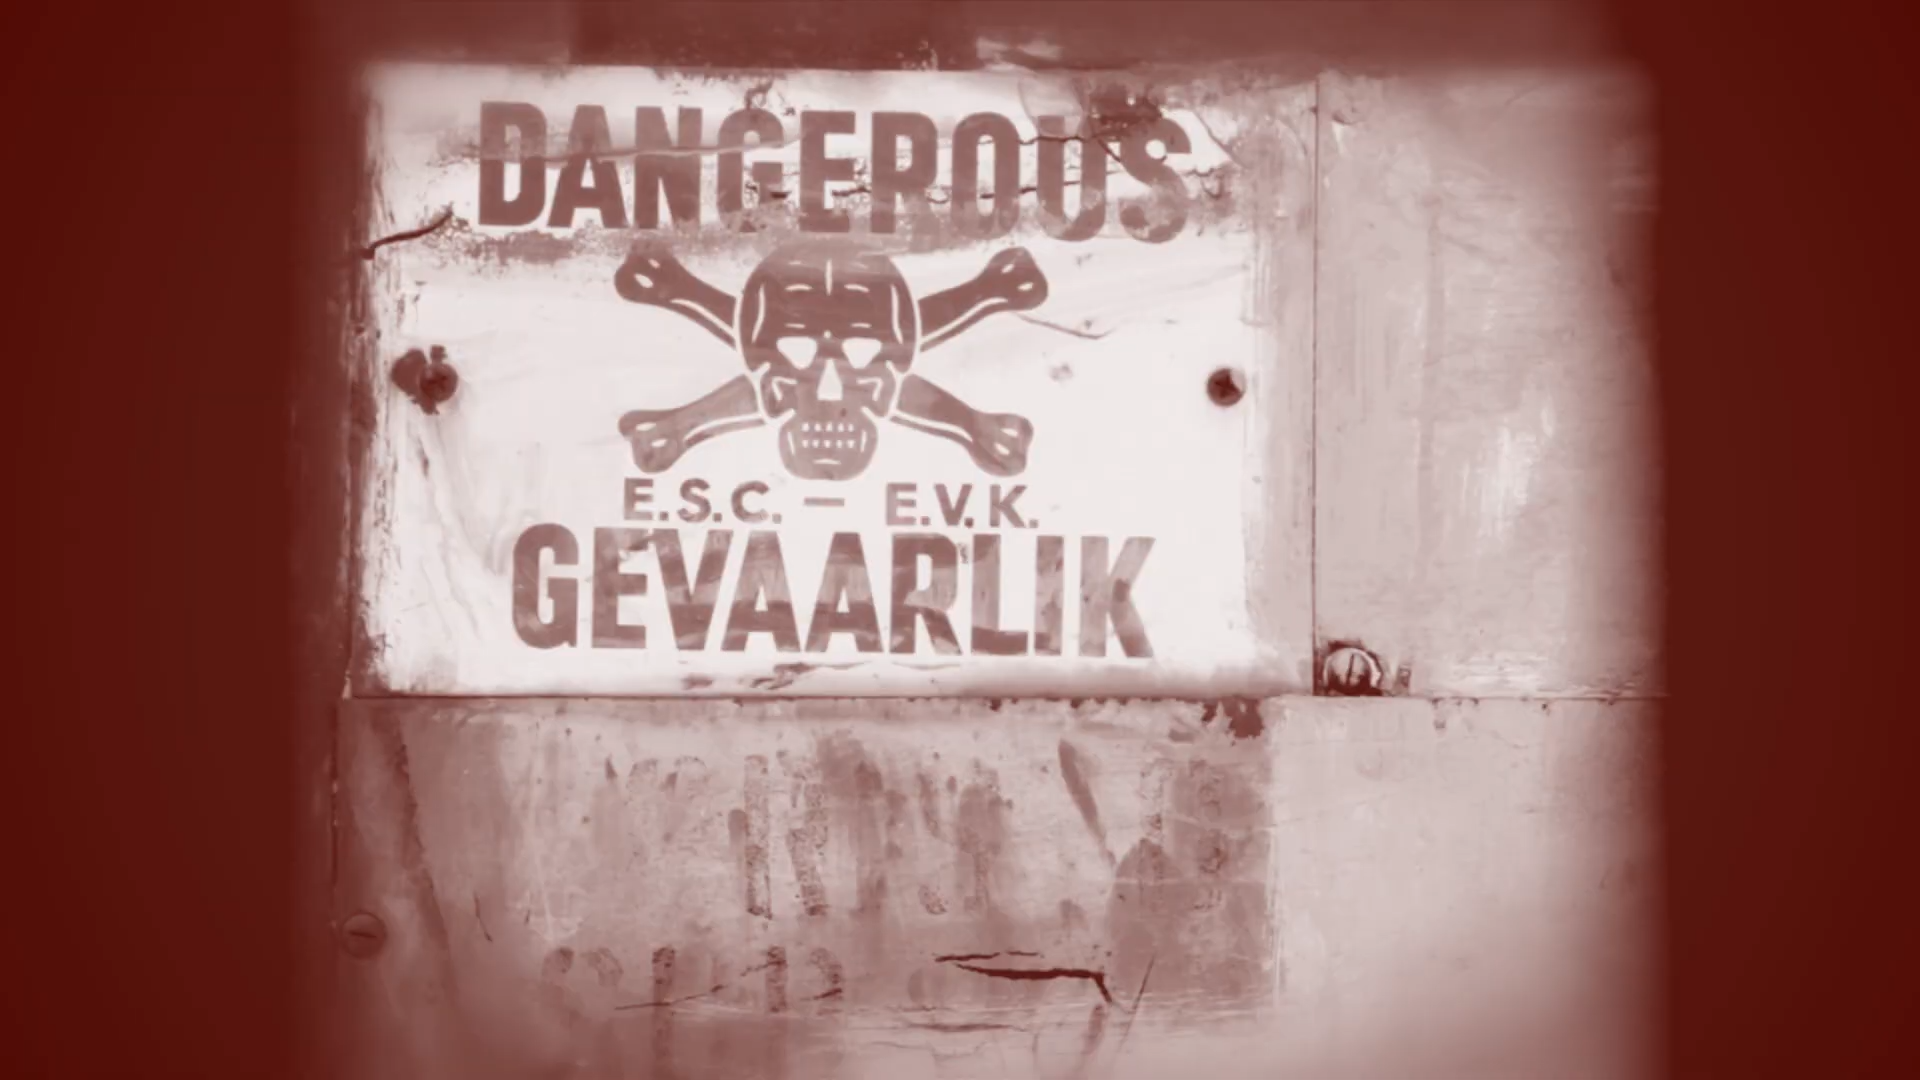 DANGEROUS
E.S.C. — E.V.K.
GEVAARLIK